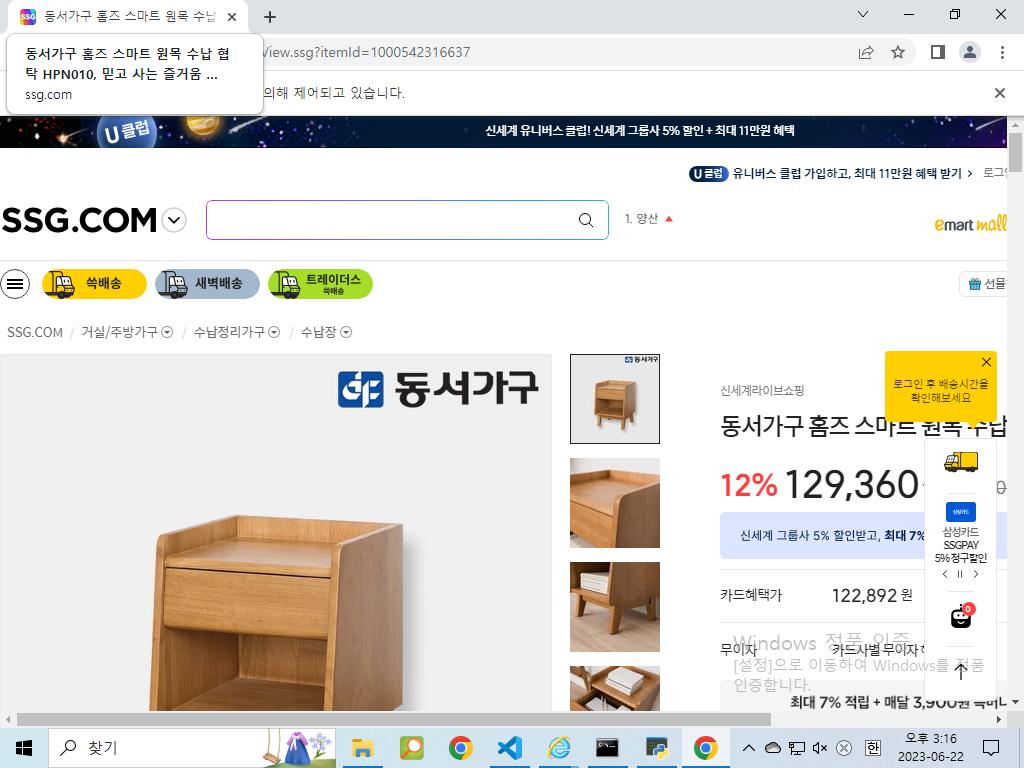 동서가구 홈즈 스마트 원목 수납
동서가구 홈즈 스마트 원목 수납 협
탁 HPN010, 믿고 사는 즐거움 ...
ssg.com
View.ssg?itemId=1000542316637
의해 제어되고 있습니다.
U클럽
신세계 유니버스 클럽! 신세계 그룹사 5% 할인 + 최대 11만원 혜택
U 클럽 유니버스 클럽 가입하고, 최대 11만원 혜택 받기
SSG.COM
1. 양산
emart mall
쓱배송
새벽배송
트레이더스
쓱배송
선물
SSG.COM / 거실/주방가구 / 수납정리가구 / 수납장
동서가구
동서가구
로그인 후 배송시간을
확인해보세요
신세계라이브쇼핑
동서가구 홈즈 스마트 원목 수납
12% 129,360
신세계 그룹사 5% 할인받고, 최대 7%
삼성카드
삼성카드
SSGPAY
5% 청구할인
카드혜택가 122,892 원
0
무이자 카드사별 무이자
Windows 정품 인증
[설정]으로 이동하여 Windows를 정품
인증합니다.
최대 7% 적립 + 매달 3,900원
찾기
한
오후 3:16
2023-06-22